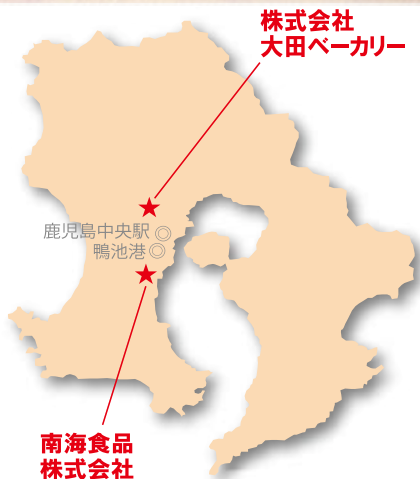 株式会社
大田ベーカリー
鹿児島中央駅
鴨池港
南海食品
株式会社